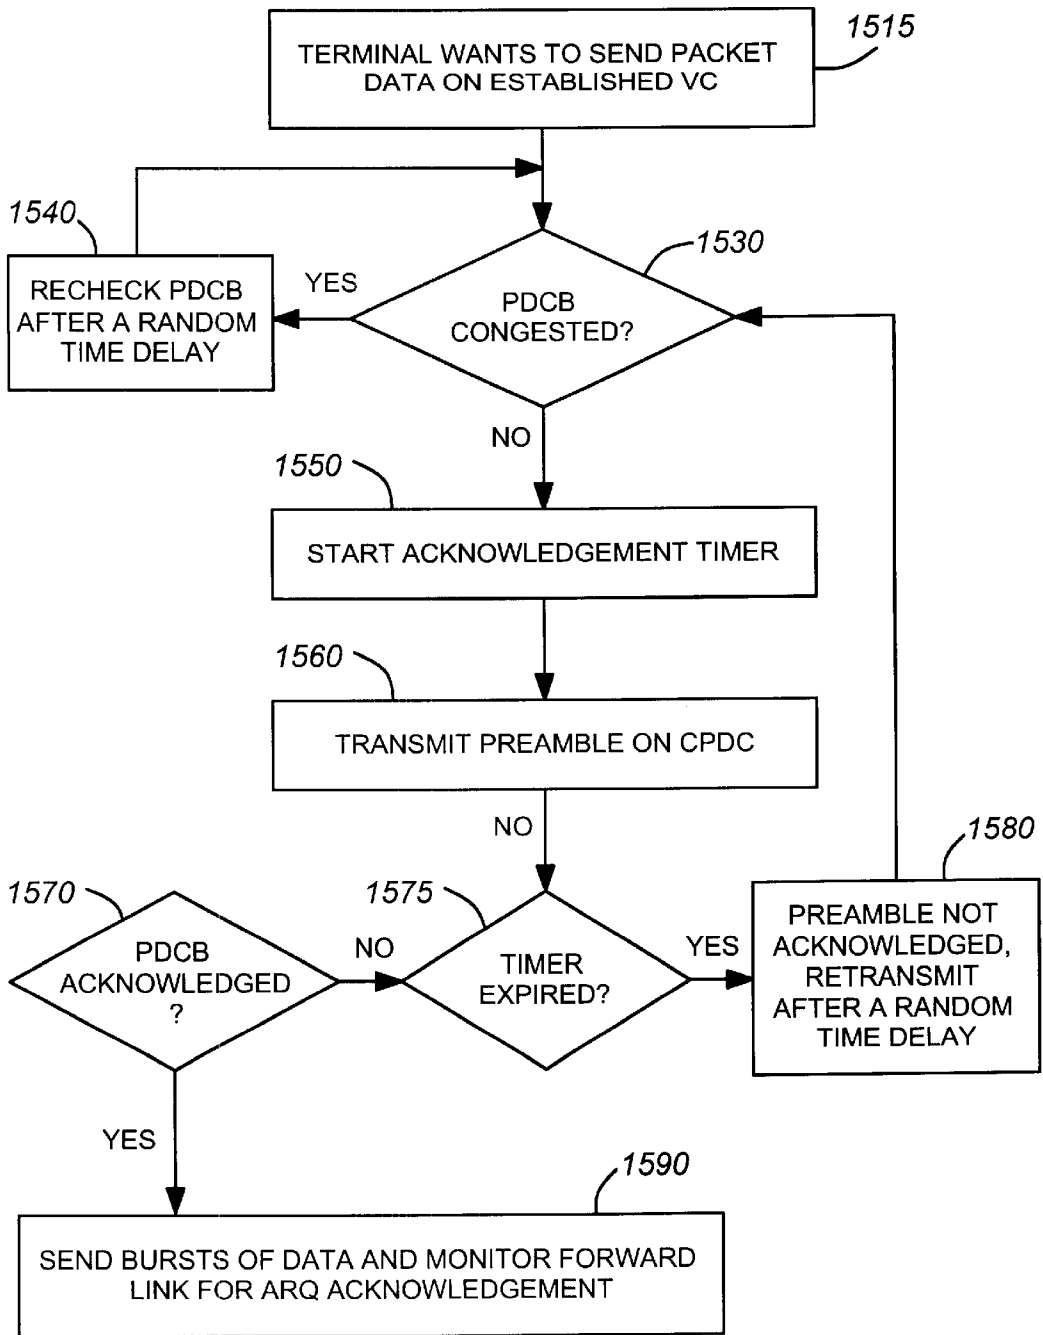 1515
TERMINAL WANTS TO SEND PACKET
DATA ON ESTABLISHED VC
1540
RECHECK PDCB
AFTER A RANDOM
TIME DELAY
YES
1530
PDCB
CONGESTED?
NO
1550
START ACKNOWLEDGEMENT TIMER
1560
TRANSMIT PREAMBLE ON CPDC
NO
1570
PDCB
ACKNOWLEDGED
?
NO
1575
TIMER
EXPIRED?
YES
1580
PREAMBLE NOT
ACKNOWLEDGED,
RETRANSMIT
AFTER A RANDOM
TIME DELAY
YES
1590
SEND BURSTS OF DATA AND MONITOR FORWARD
LINK FOR ARQ ACKNOWLEDGEMENT